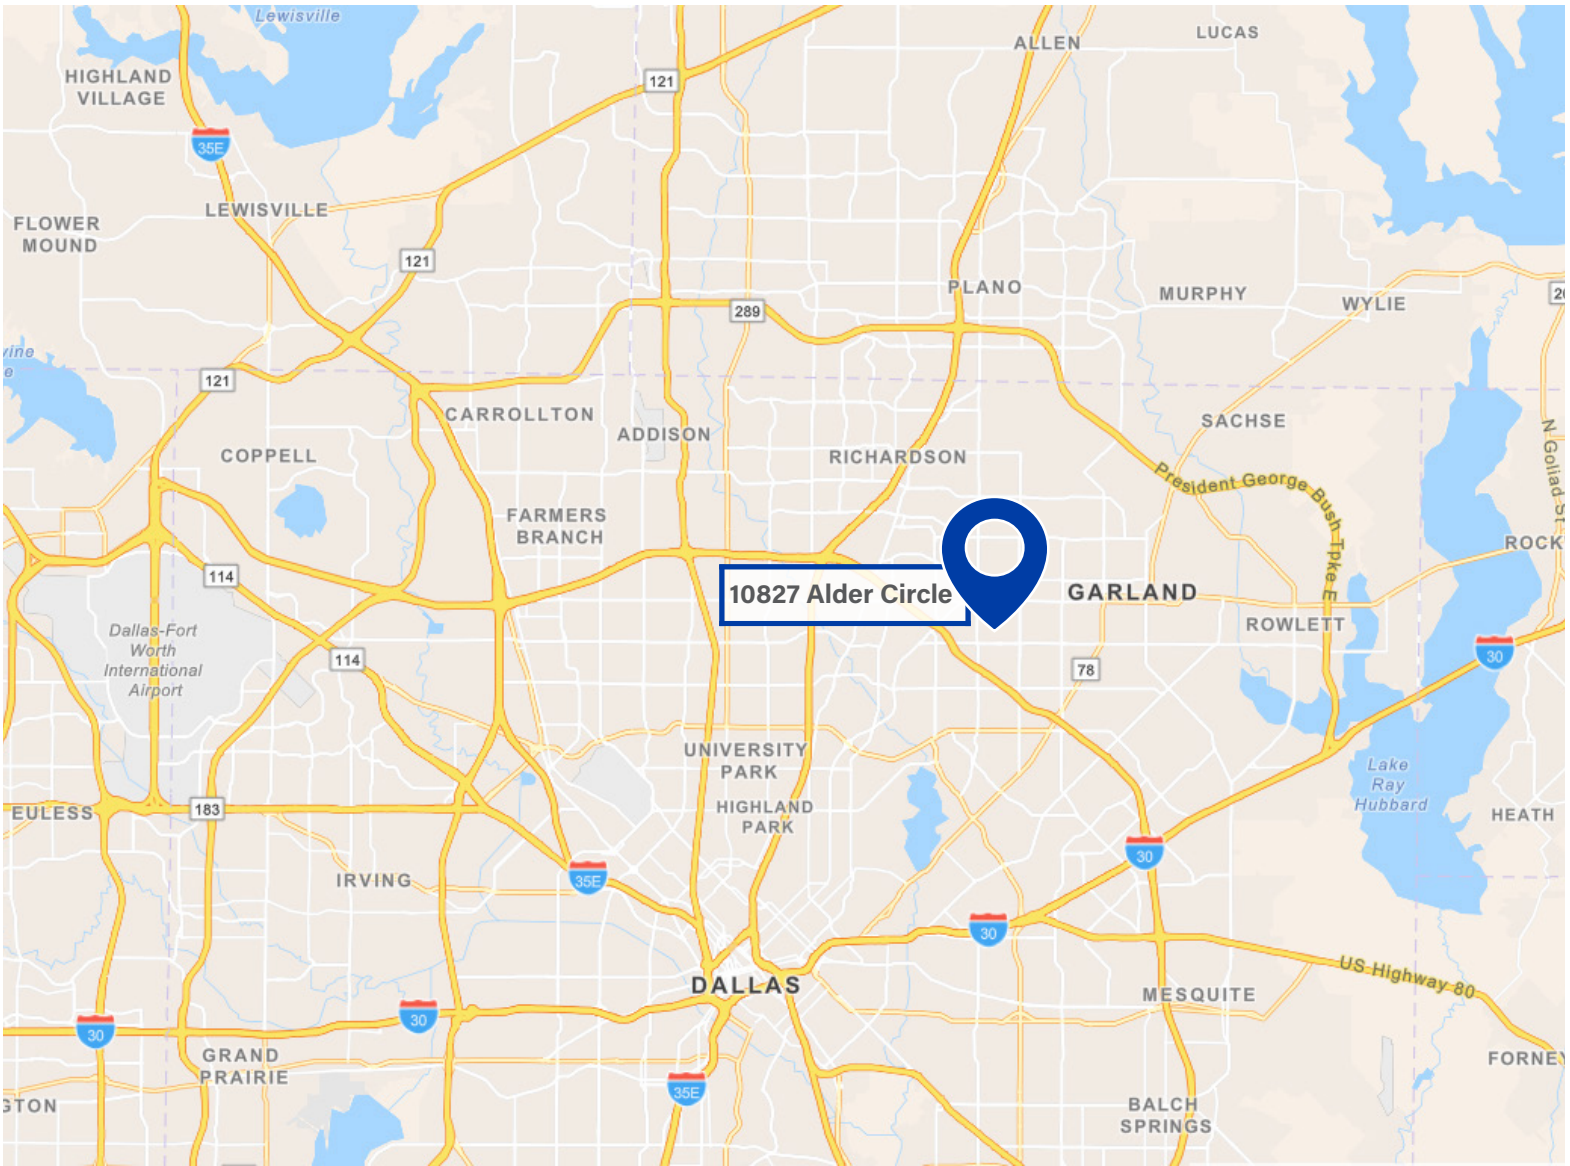 Lewisville
LUCAS
ALLEN
HIGHLAND
VILLAGE
121
35E
LEWISVILLE
FLOWER
MOUND
121
PLANO
MURPHY
WYLIE
289
121
CARROLLTON
ADDISON
SACHSE
COPPELL
RICHARDSON
N Goliad St
President George Bush Tpke E
FARMERS
BRANCH
ROCK
114
10827 Alder Circle
GARLAND
ROWLETT
Dallas-Fort
Worth
International
Airport
114
30
78
UNIVERSITY
PARK
Lake
Ray
Hubbard
HIGHLAND
PARK
EULESS
183
HEATH
30
IRVING
35E
30
US Highway 80
DALLAS
MESQUITE
30
30
GRAND
PRAIRIE
FORNEY
35E
GTON
BALCH
SPRINGS